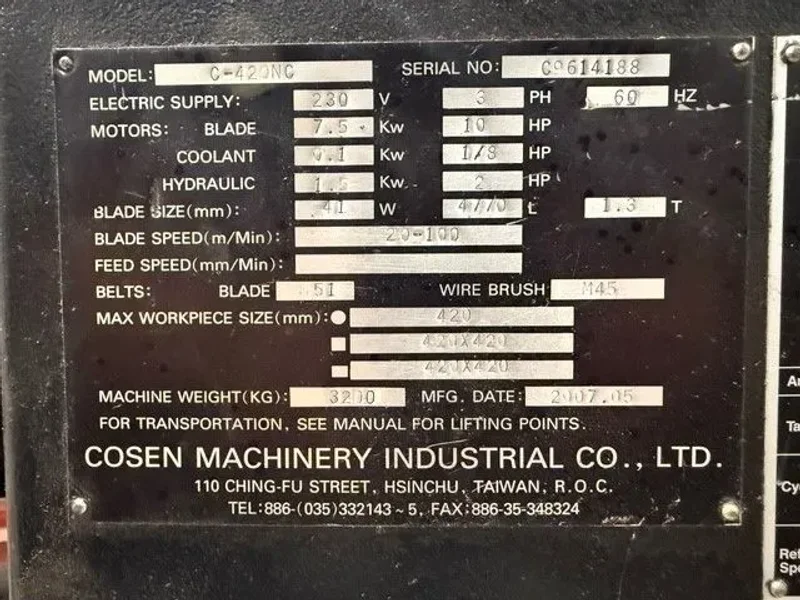 MODEL: C-420NC SERIAL NO: C9614188
ELECTRIC SUPPLY: 230 V 3 PH 60 HZ
MOTORS: BLADE 7.5 Kw 10 HP
COOLANT 0.1 Kw 1/8 HP
HYDRAULIC 1.5 Kw 2 HP
BLADE SIZE(mm): 41 W 4770 L 1.3 T
BLADE SPEED(m/Min): 20-100
FEED SPEED(mm/Min):
BELTS: BLADE WIRE BRUSH M45
MAX WORKPIECE SIZE(mm): 420
420X420
420X420
MACHINE WEIGHT(KG): 3200 MFG. DATE: 2007.05
FOR TRANSPORTATION, SEE MANUAL FOR LIFTING POINTS.
COSEN MACHINERY INDUSTRIAL CO., LTD.
110 CHING-FU STREET, HSINCHU, TAIWAN, R.O.C.
TEL:886-(035)332143~5, FAX:886-35-348324